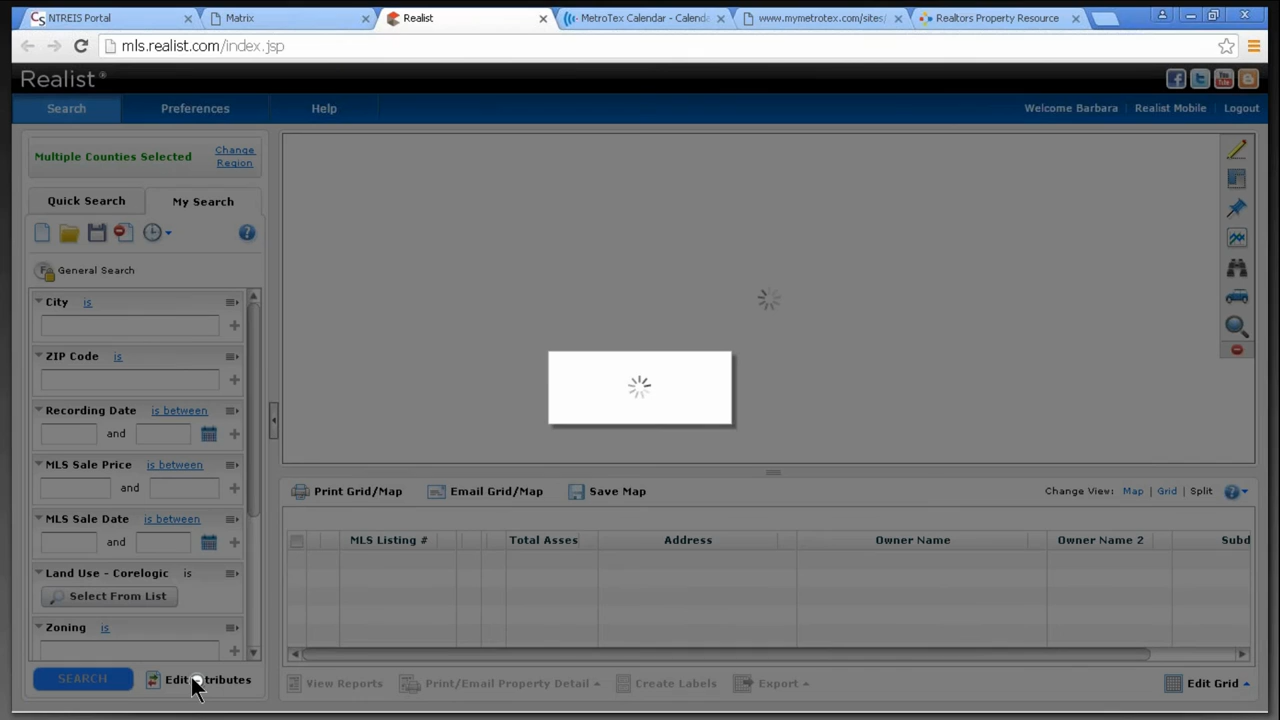 NTREIS Portal
Matrix
Realist
MetroTex Calendar - Calenda
www.mymetrotex.com/sites/
Realtors Property Resource
mls.realist.com/index.jsp
Realist®
Search
Preferences
Help
Welcome Barbara
Realist Mobile
Logout
Multiple Counties Selected
Change
Region
Quick Search
My Search
General Search
City is
ZIP Code is
Recording Date is between
and
MLS Sale Price is between
and
MLS Sale Date is between
and
Land Use - Corelogic is
Select From List
Zoning is
SEARCH
Print Grid/Map
Email Grid/Map
Save Map
Change View: Map | Grid | Split
MLS Listing #
Total Asses
Address
Owner Name
Owner Name 2
Subd
View Reports
Print/Email Property Detail
Create Labels
Export
Edit Grid